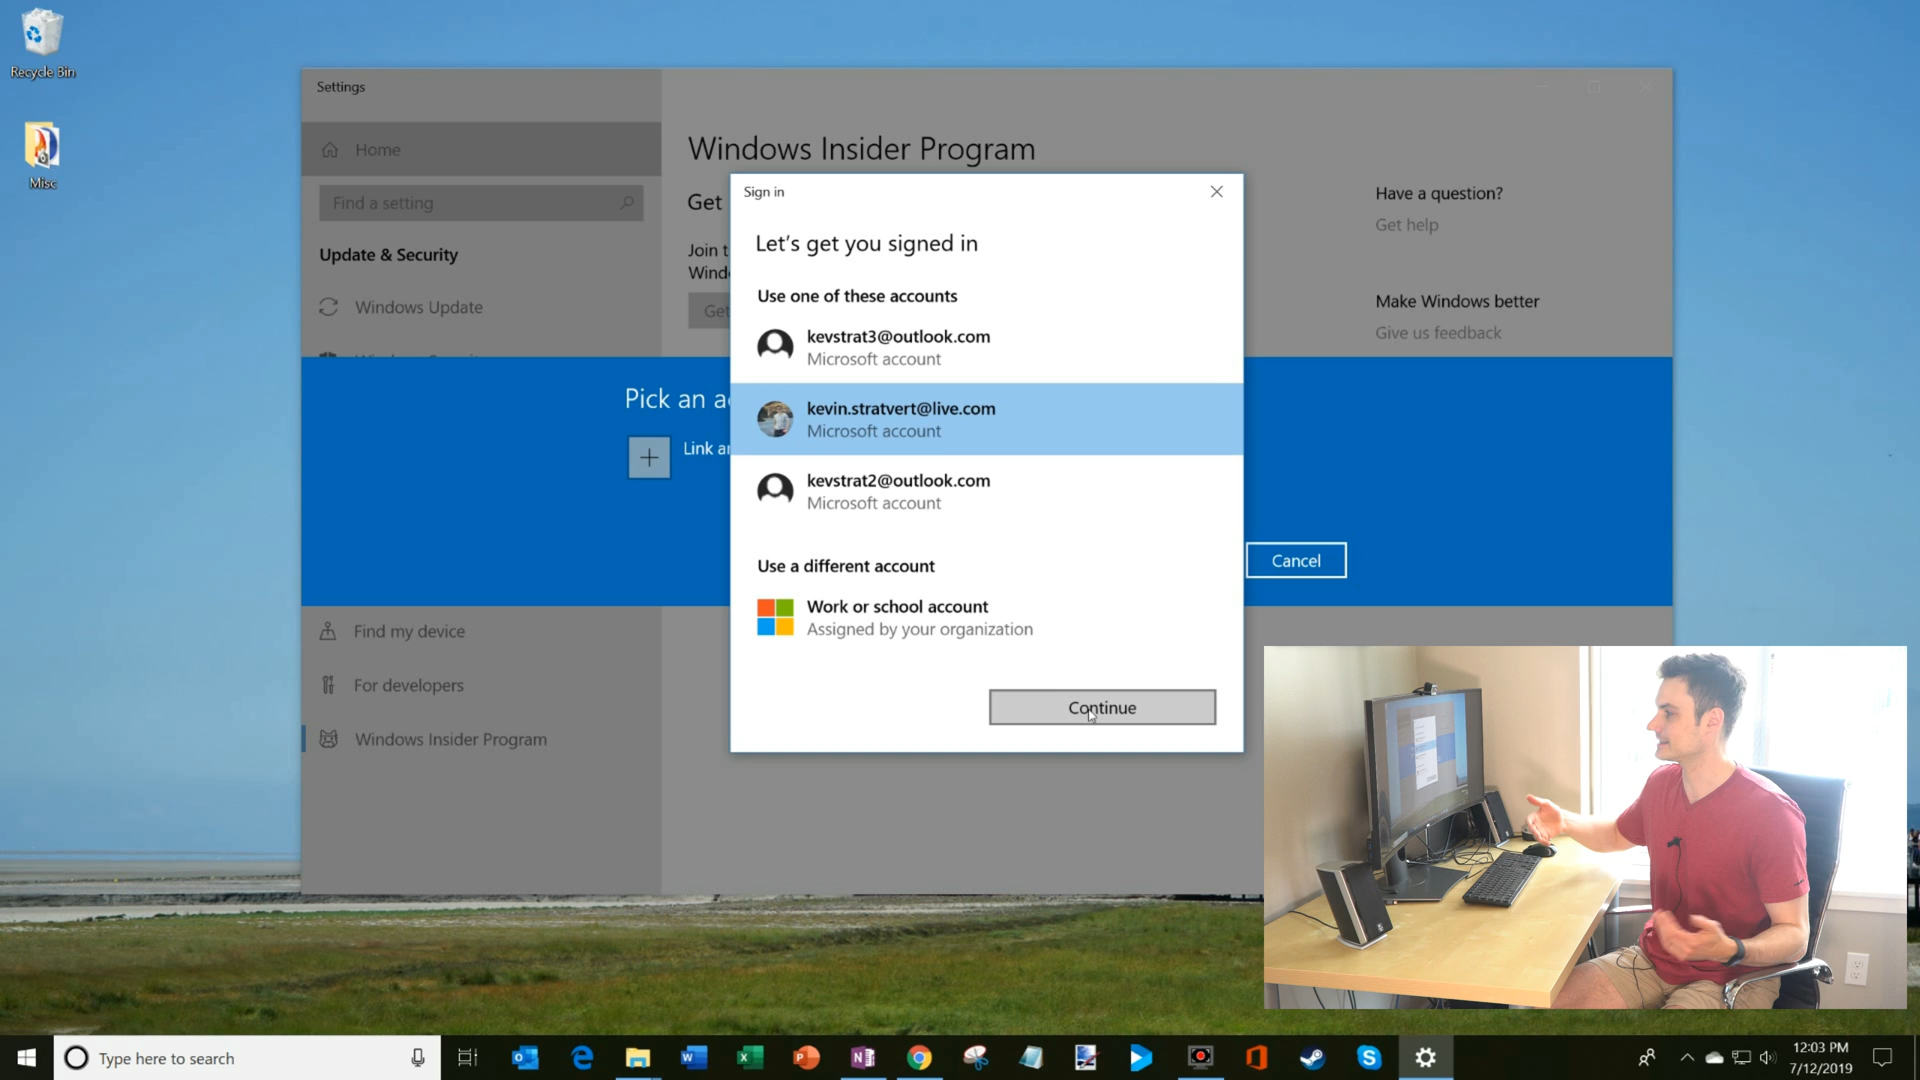 Recycle Bin
Misc
Settings
Home
Find a setting
Update & Security
Windows Update
Find my device
For developers
Windows Insider Program
Windows Insider Program
Get
Join t
Wind
Get
Have a question?
Get help
Make Windows better
Give us feedback
Pick an a
Link a
Cancel
Sign in
Let's get you signed in
Use one of these accounts
kevstrat3@outlook.com
Microsoft account
kevin.stratvert@live.com
Microsoft account
kevstrat2@outlook.com
Microsoft account
Use a different account
Work or school account
Assigned by your organization
Continue
Type here to search
12:03 PM
7/12/2019